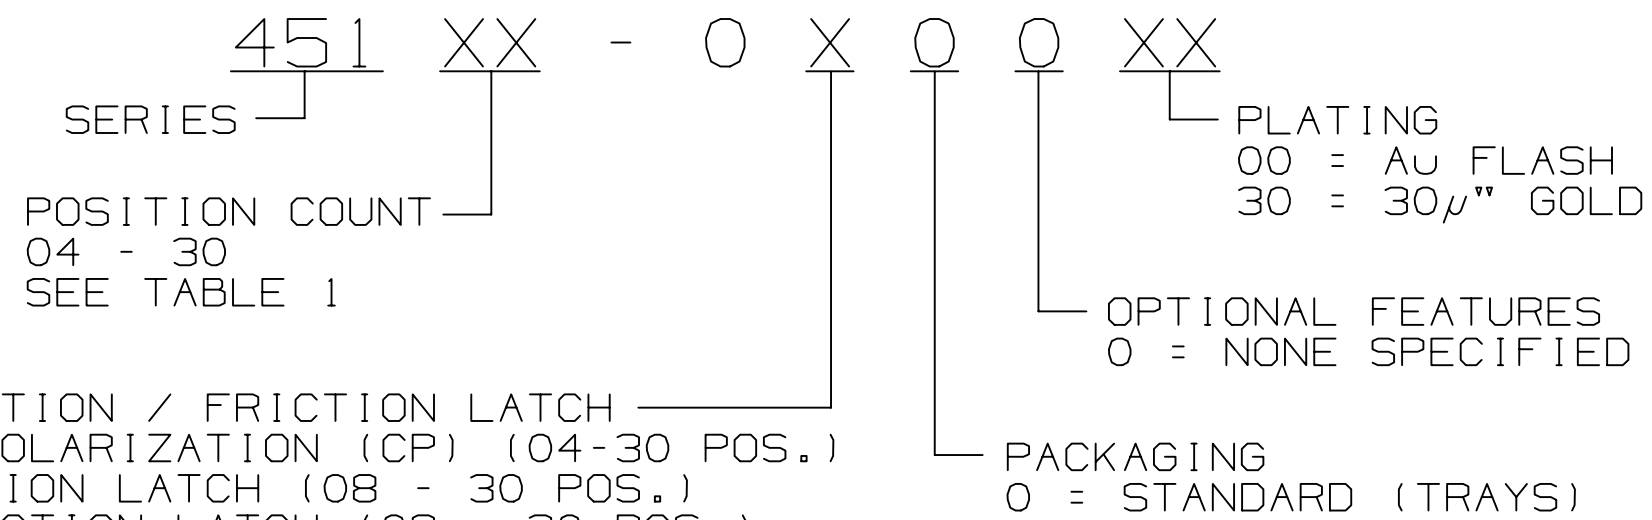 451 XX - 0 X 0 0 XX
SERIES
PLATING
00 = Au FLASH
30 = 30µ" GOLD
POSITION COUNT
04 - 30
SEE TABLE 1
OPTIONAL FEATURES
0 = NONE SPECIFIED
TION / FRICTION LATCH
OLARIZATION (CP) (04-30 POS.)
ION LATCH (08 - 30 POS.)
PACKAGING
0 = STANDARD (TRAYS)